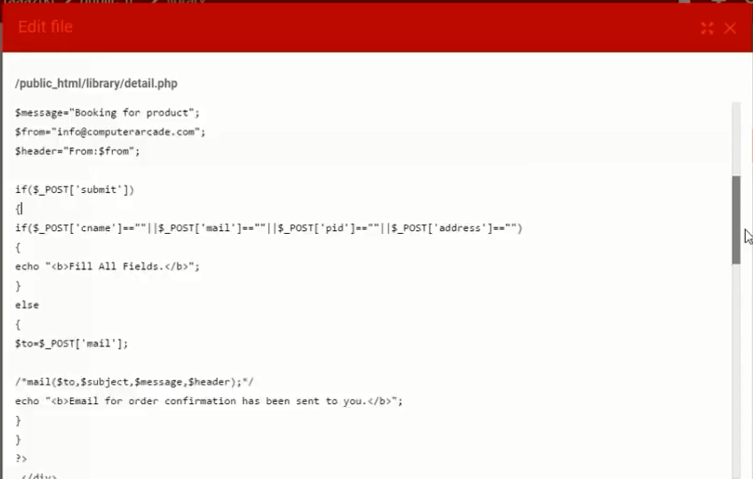 Edit file
/public_html/library/detail.php
$message="Booking for product";
$from="info@computerarcade.com";
$header="From:$from";
if($_POST['submit'])
{
if($_POST['cname']==""||$_POST['mail']==""||$_POST['pid']==""||$_POST['address']=="")
{
echo "<b>Fill All Fields.</b>";
}
else
{
$to=$_POST['mail'];
/*mail($to,$subject,$message,$header);*/
echo "<b>Email for order confirmation has been sent to you.</b>";
}
}
?>
</div>